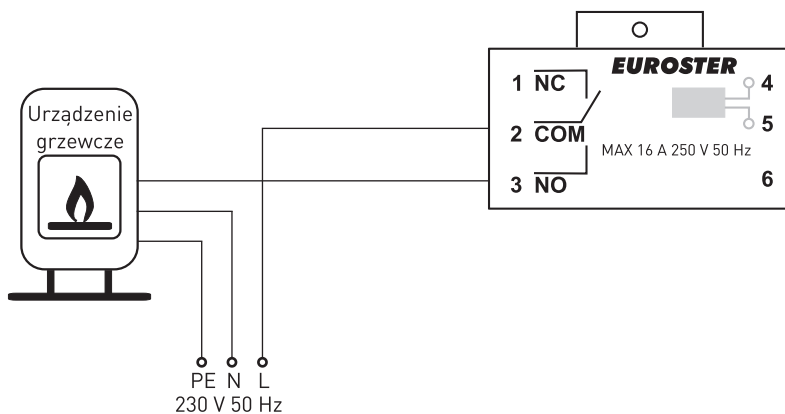 Urządzenie
grzewcze
PE N L
230 V 50 Hz
EUROSTER
1 NC
2 COM
3 NO
4
5
6
MAX 16 A 250 V 50 Hz